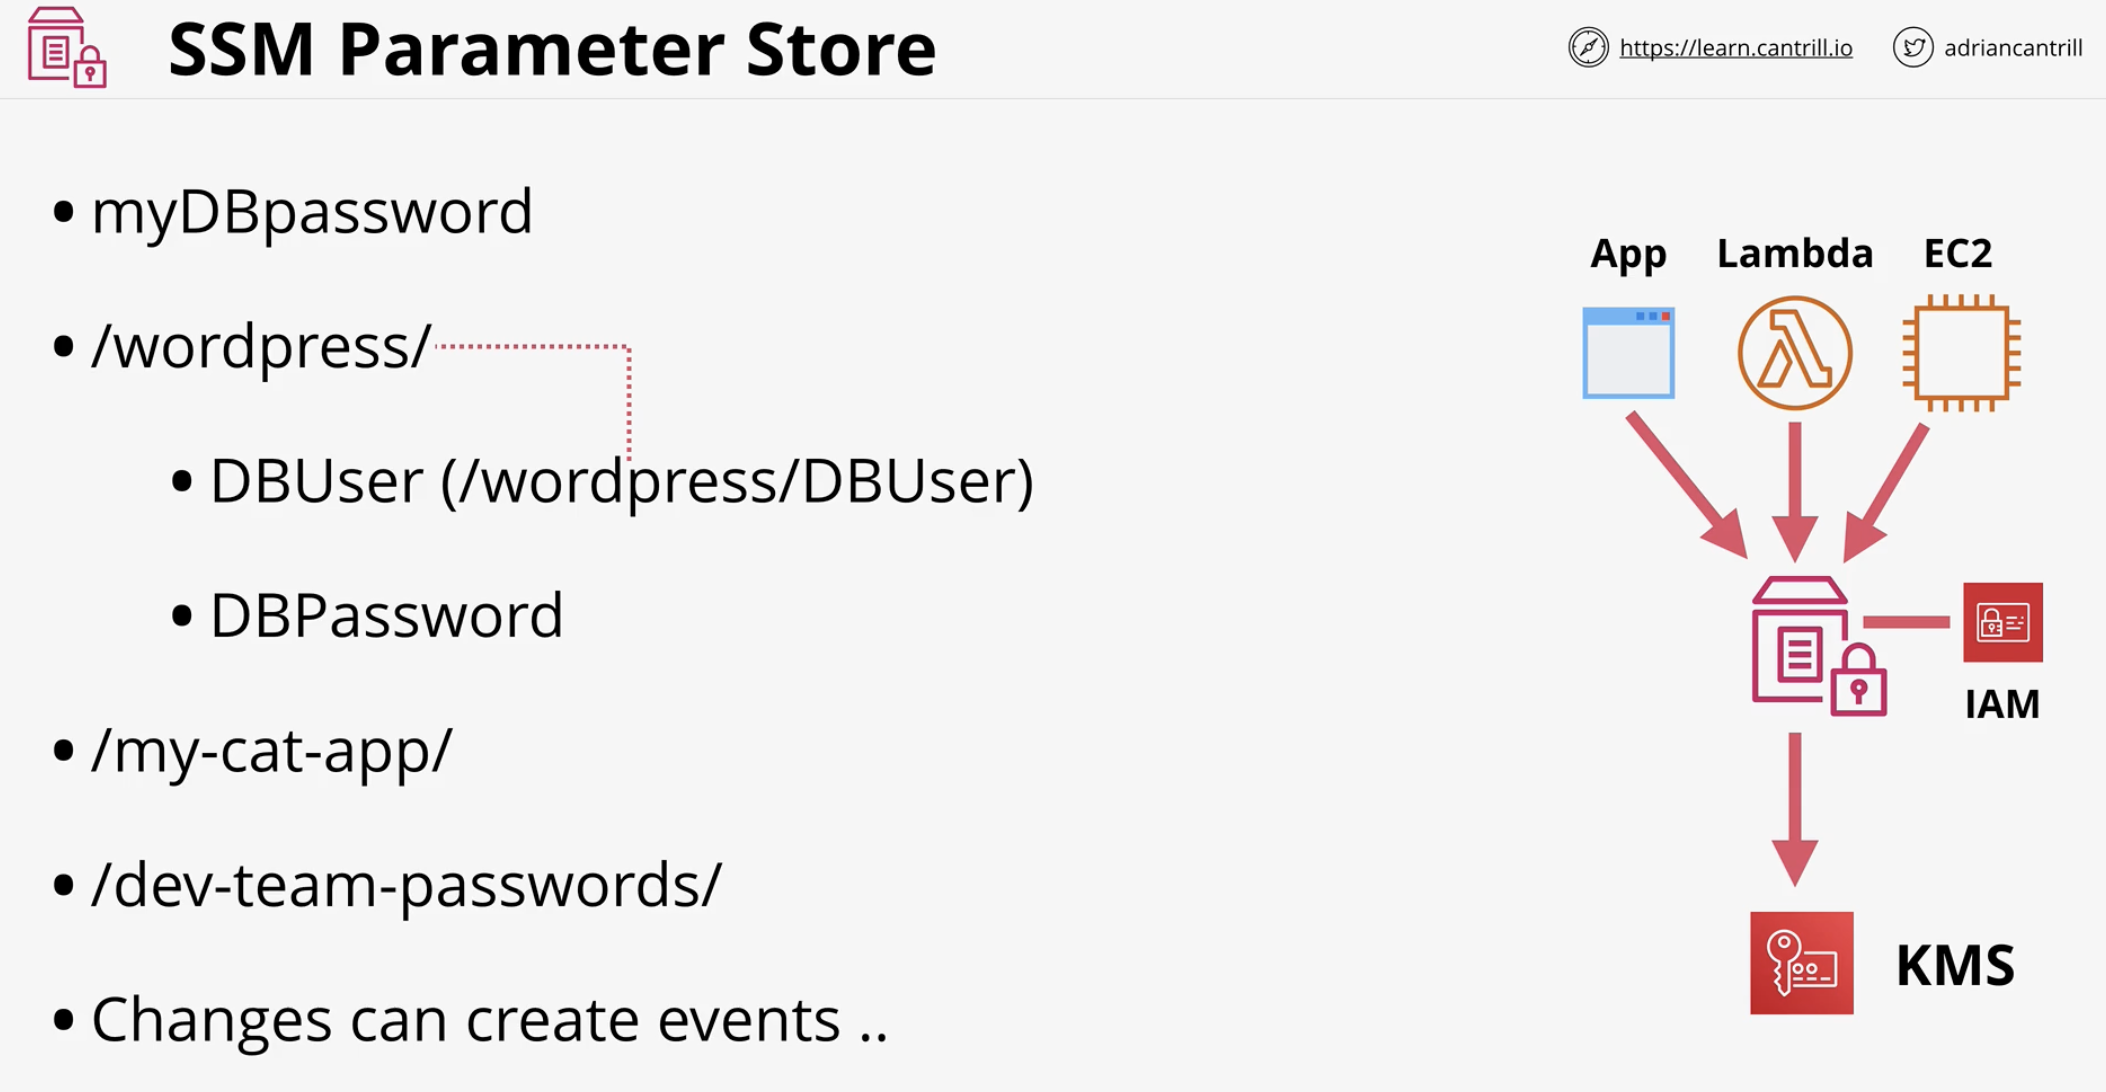 SSM Parameter Store
https://learn.cantrill.io
adriancantrill
• myDBpassword
• /wordpress/
• DBUser (/wordpress/DBUser)
• DBPassword
• /my-cat-app/
• /dev-team-passwords/
• Changes can create events ..
App Lambda EC2
IAM
KMS